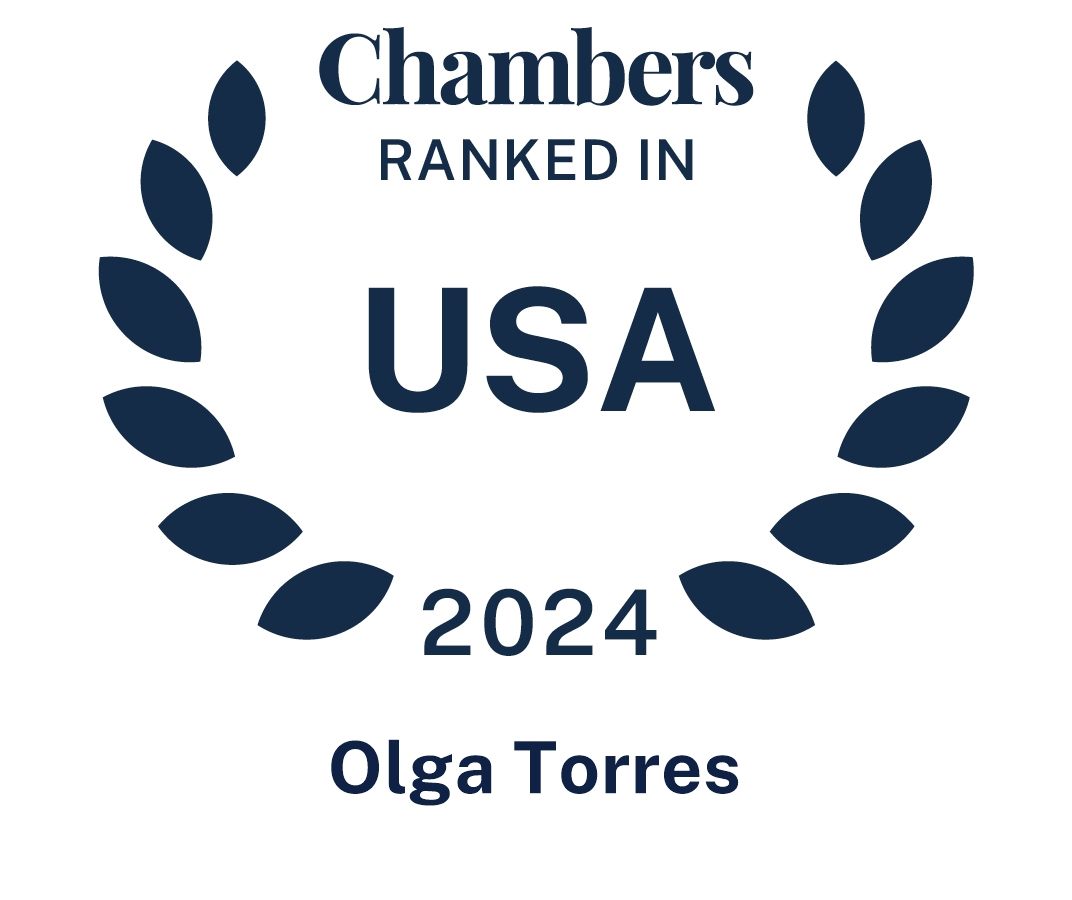 Chambers
RANKED IN
USA
2024
Olga Torres